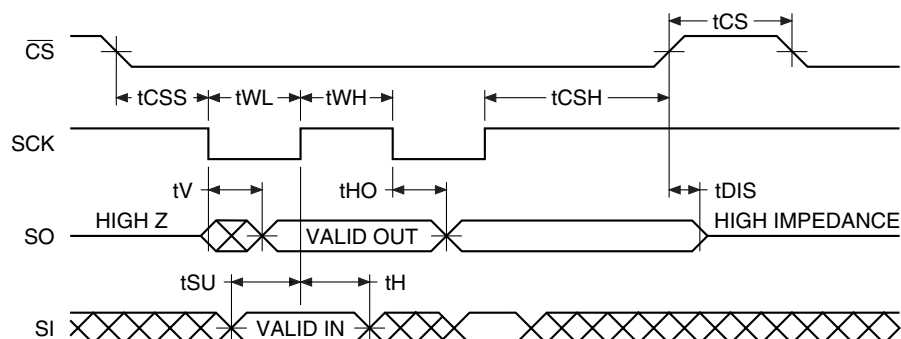 tCS
C̅S̅
tCSS tWL tWH tCSH
SCK
tV tHO tDIS
HIGH Z VALID OUT HIGH IMPEDANCE
SO
tSU tH
SI VALID IN